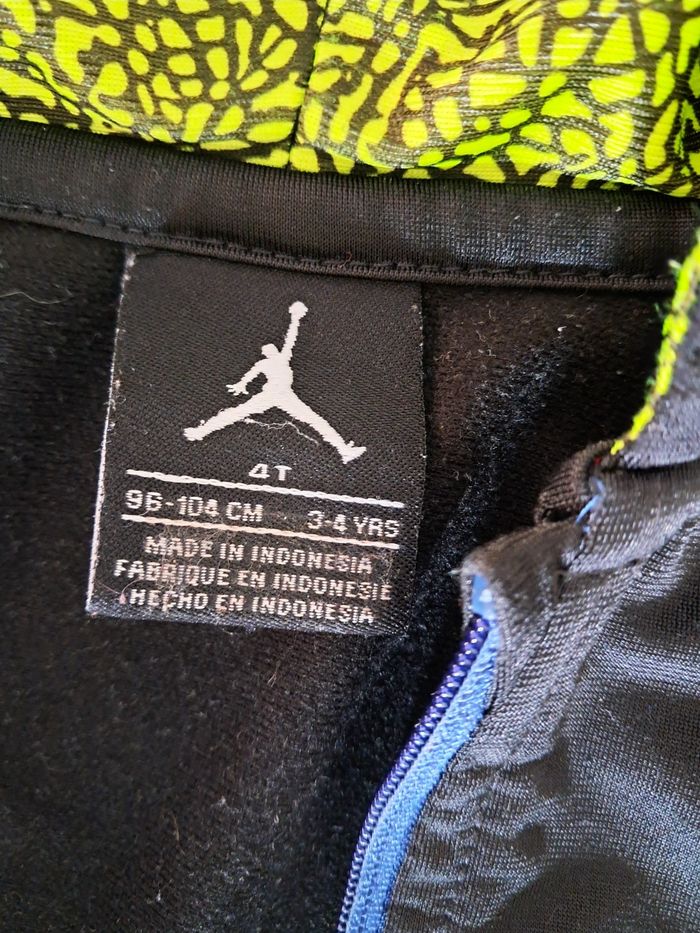 4T
96-104 CM 3-4 YRS
MADE IN INDONESIA
FABRIQUE EN INDONESIE
HECHO EN INDONESIA